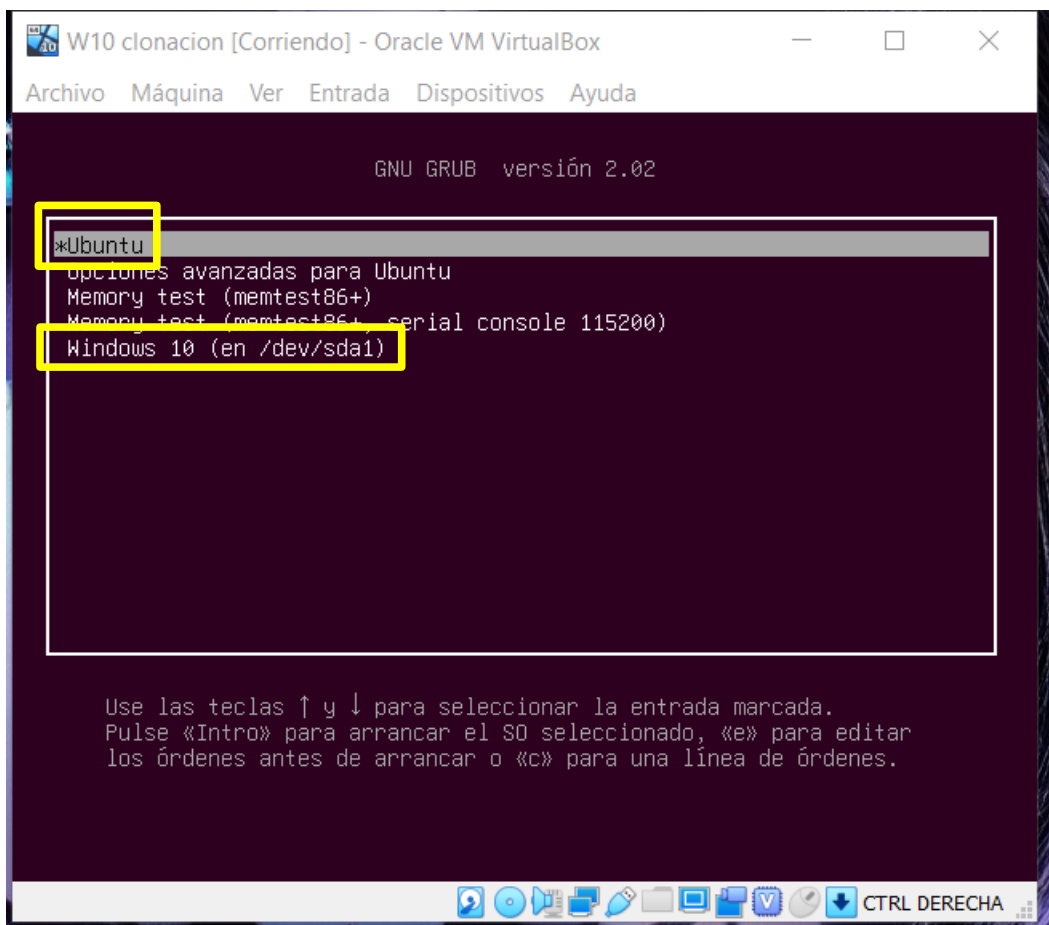 W10 clonacion [Corriendo] - Oracle VM VirtualBox
Archivo Máquina Ver Entrada Dispositivos Ayuda
GNU GRUB versión 2.02
*Ubuntu
Opciones avanzadas para Ubuntu
Memory test (memtest86+)
Memory test (memtest86+, serial console 115200)
Windows 10 (en /dev/sda1)
Use las teclas ↑ y ↓ para seleccionar la entrada marcada.
Pulse «Intro» para arrancar el SO seleccionado, «e» para editar
los órdenes antes de arrancar o «c» para una línea de órdenes.
CTRL DERECHA